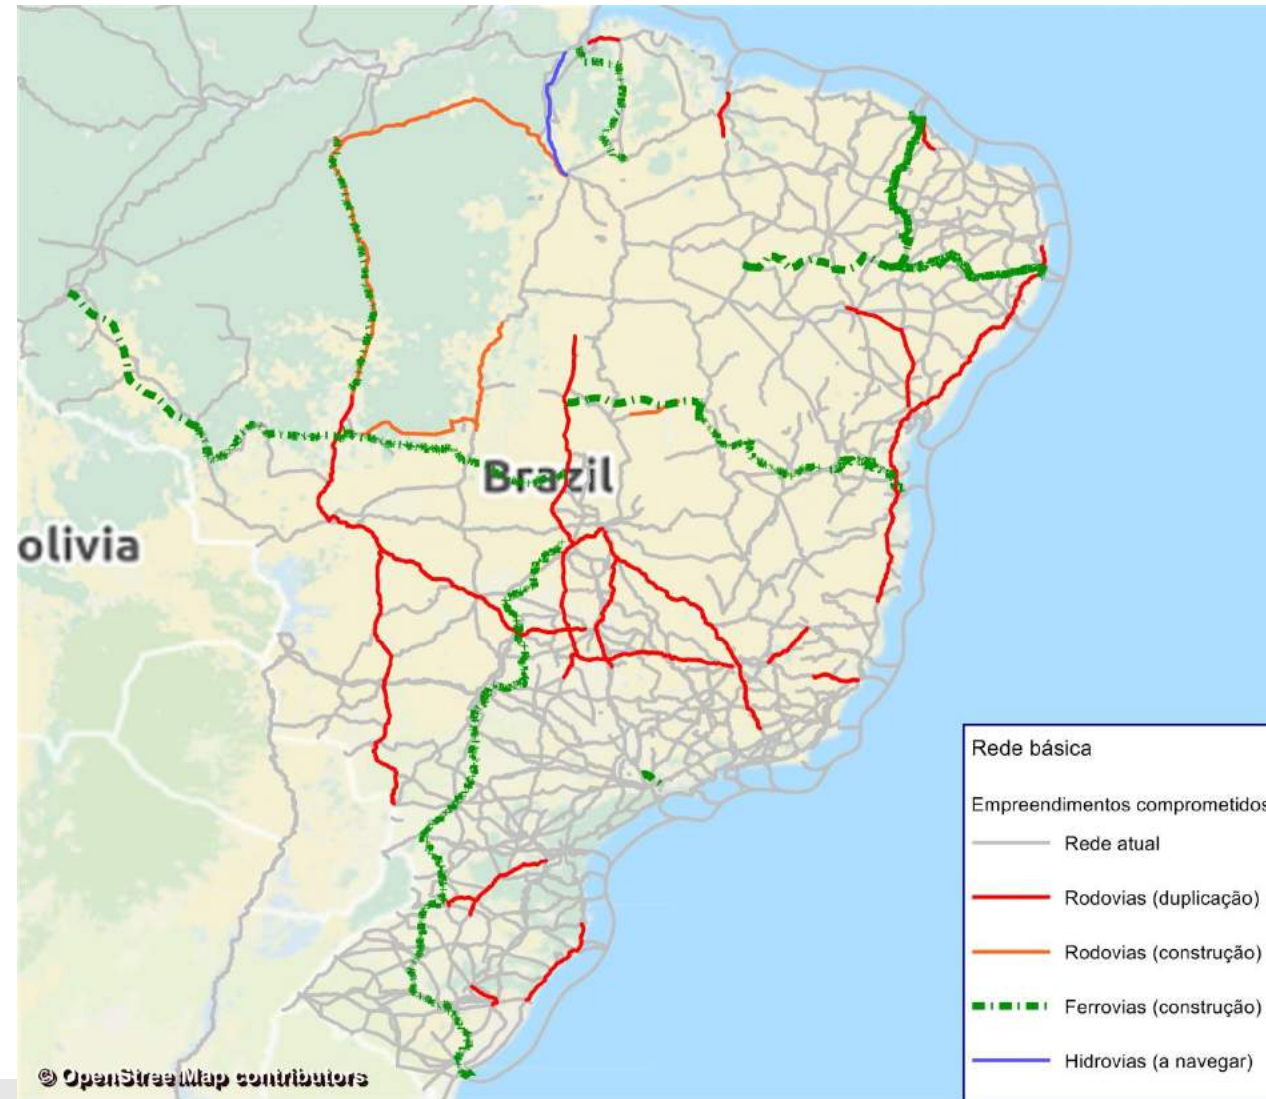 Brazil
olivia
Rede básica
Empreendimentos comprometidos
Rede atual
Rodovias (duplicação)
Rodovias (construção)
Ferrovias (construção)
Hidrovias (a navegar)
© OpenStreetMap contributors